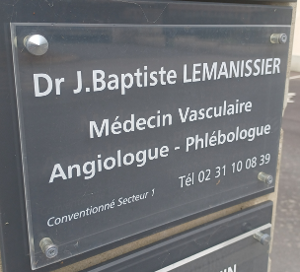 Dr J.Baptiste LEMANISSIER
Médecin Vasculaire
Angiologue - Phlébologue
Tél 02 31 10 08 39
Conventionné Secteur 1